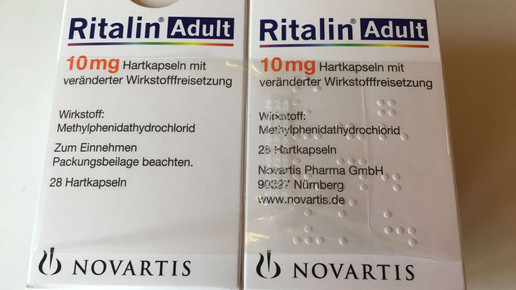 Ritalin® Adult
10 mg Hartkapseln mit
veränderter Wirkstofffreisetzung
Wirkstoff:
Methylphenidathydrochlorid
Zum Einnehmen
Packungsbeilage beachten.
28 Hartkapseln
NOVARTIS
Ritalin® Adult
10 mg Hartkapseln mit
veränderter Wirkstofffreisetzung
Wirkstoff:
Methylphenidathydrochlorid
28 Hartkapseln
Novartis Pharma GmbH
90327 Nürnberg
www.novartis.de
NOVARTIS